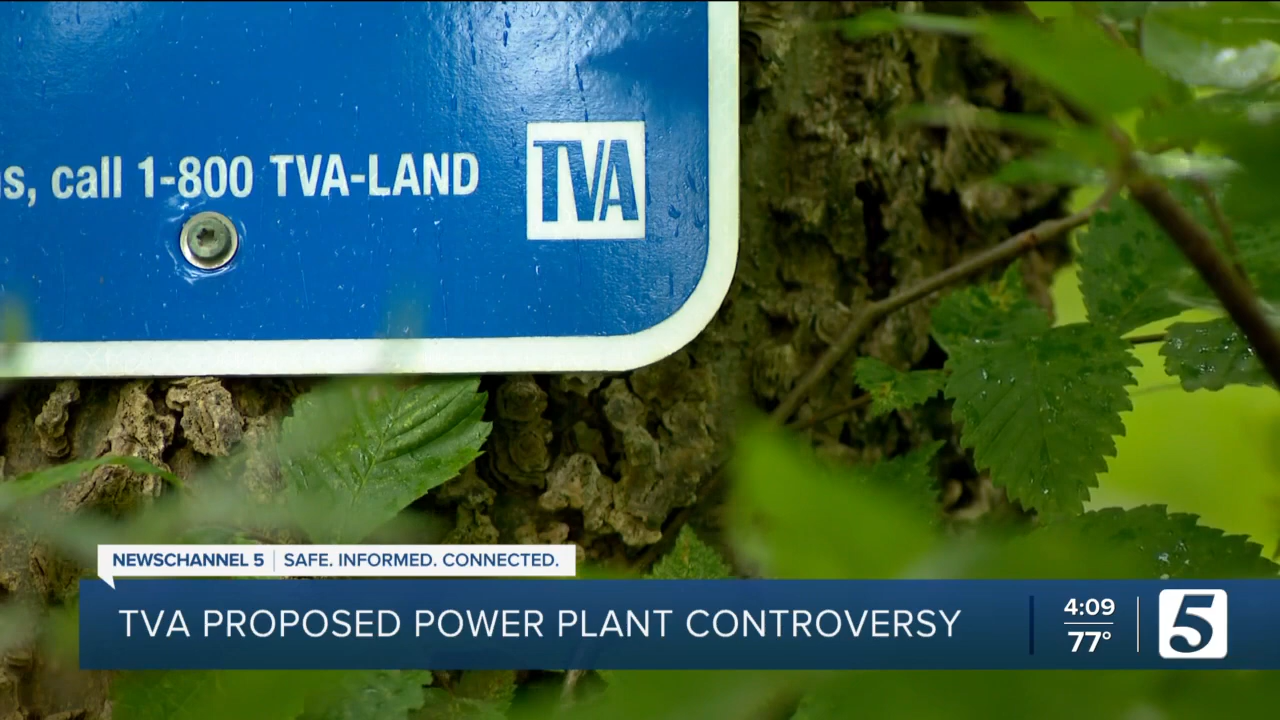 s, call 1-800 TVA-LAND
TVA
NEWSCHANNEL 5 | SAFE. INFORMED. CONNECTED.
TVA PROPOSED POWER PLANT CONTROVERSY
4:09
77°
5